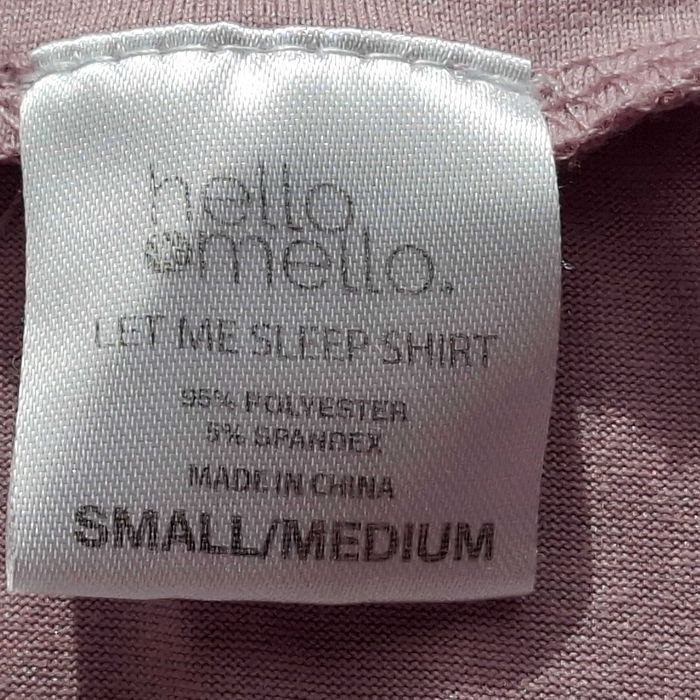 hello
mello.
LET ME SLEEP SHIRT
95% POLYESTER
5% SPANDEX
MADE IN CHINA
SMALL/MEDIUM